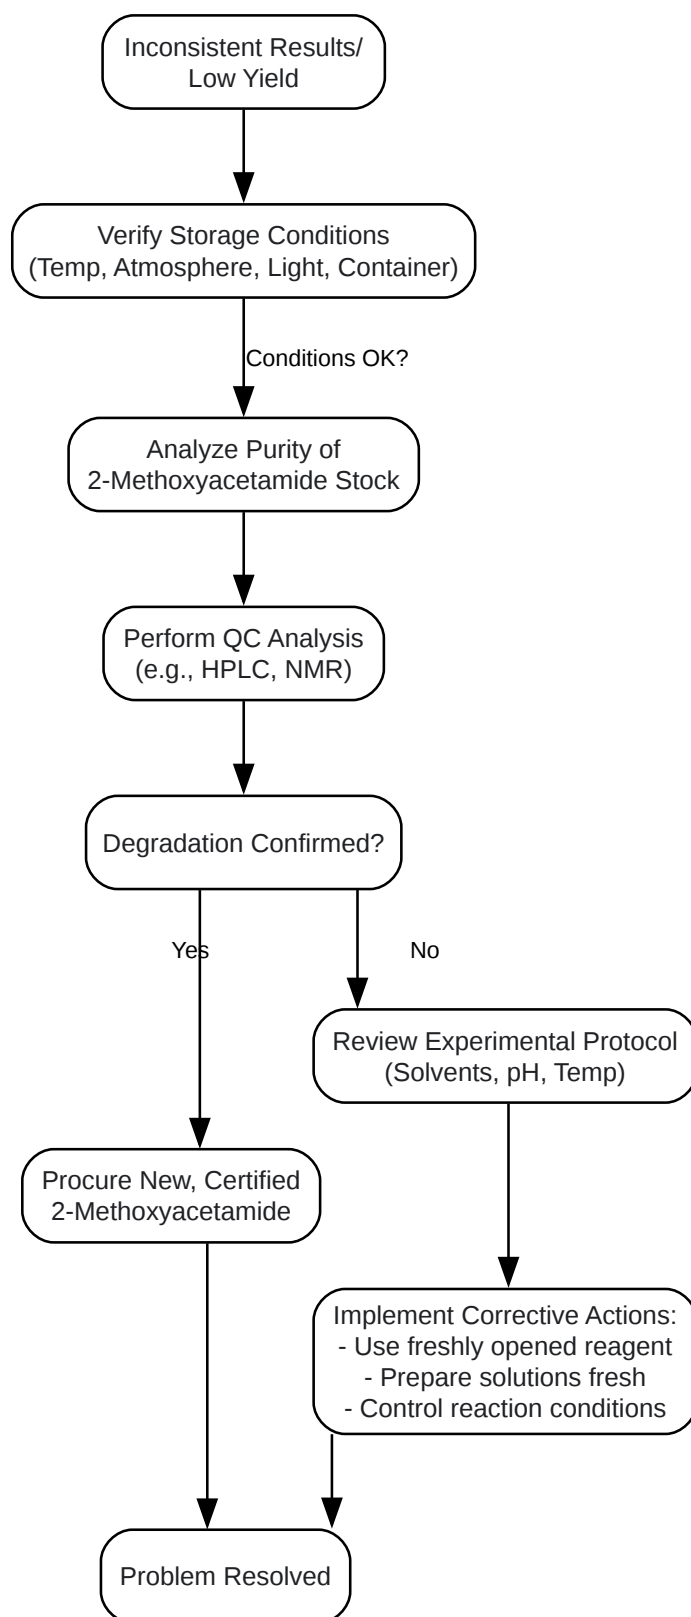 Inconsistent Results/
Low Yield
Verify Storage Conditions
(Temp, Atmosphere, Light, Container)
Conditions OK?
Analyze Purity of
2-Methoxyacetamide Stock
Perform QC Analysis
(e.g., HPLC, NMR)
Degradation Confirmed?
Yes
No
Review Experimental Protocol
(Solvents, pH, Temp)
Procure New, Certified
2-Methoxyacetamide
Implement Corrective Actions:
- Use freshly opened reagent
- Prepare solutions fresh
- Control reaction conditions
Problem Resolved